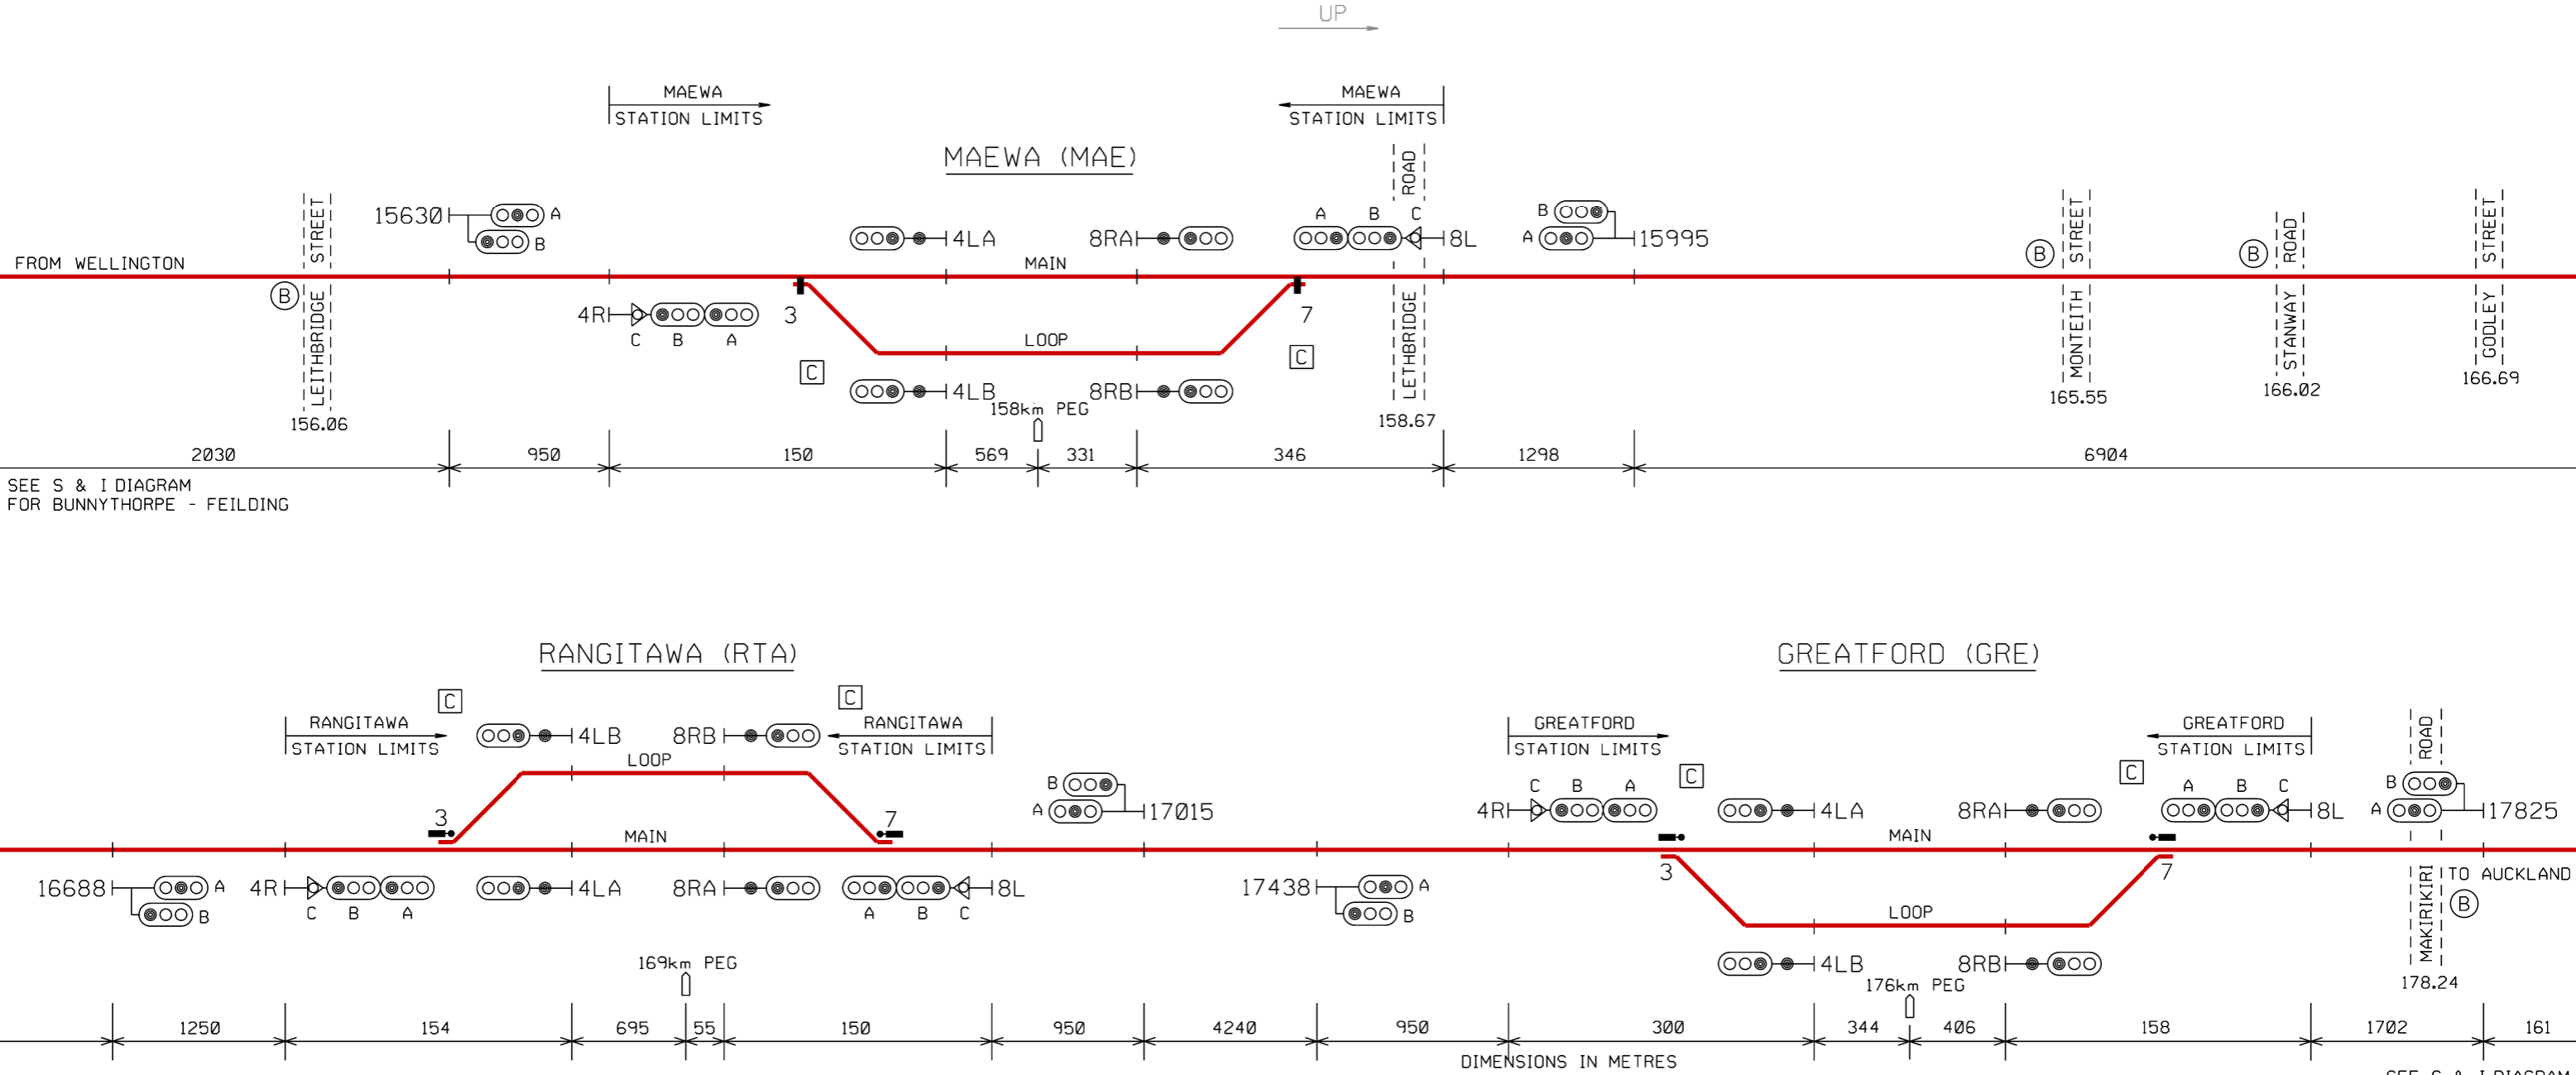 UP
MAEWA
STATION LIMITS
MAEWA
STATION LIMITS
MAEWA (MAE)
STREET
15630
A
B
4LA
8RA
A B C
ROAD
8L
B
A
15995
B
STREET
B
ROAD
STREET
FROM WELLINGTON
MAIN
B
LEITHBRIDGE
156.06
4R
C B A
3
C
LOOP
7
C
4LB
8RB
158km PEG
LETHBRIDGE
158.67
MONTEITH
165.55
STANWAY
166.02
GODLEY
166.69
2030 950 150 569 331 346 1298 6904
SEE S & I DIAGRAM
FOR BUNNYTHORPE - FEILDING
RANGITAWA (RTA)
GREATFORD (GRE)
C
C
RANGITAWA
STATION LIMITS
4LB
8RB
RANGITAWA
STATION LIMITS
GREATFORD
STATION LIMITS
GREATFORD
STATION LIMITS
LOOP
B
A
17015
C B A
4R
C
4LA
8RA
C
A B C
8L
ROAD
B
A
17825
3
MAIN
7
MAIN
16688
A
B
4R
C B A
4LA
8RA
A B C
8L
17438
A
B
3
LOOP
7
TO AUCKLAND
B
MAKIRIKIRI
178.24
4LB
8RB
169km PEG
176km PEG
1250 154 695 55 150 950 4240 950 300 344 406 158 1702 161
DIMENSIONS IN METRES
SEE S & I DIAGRAM